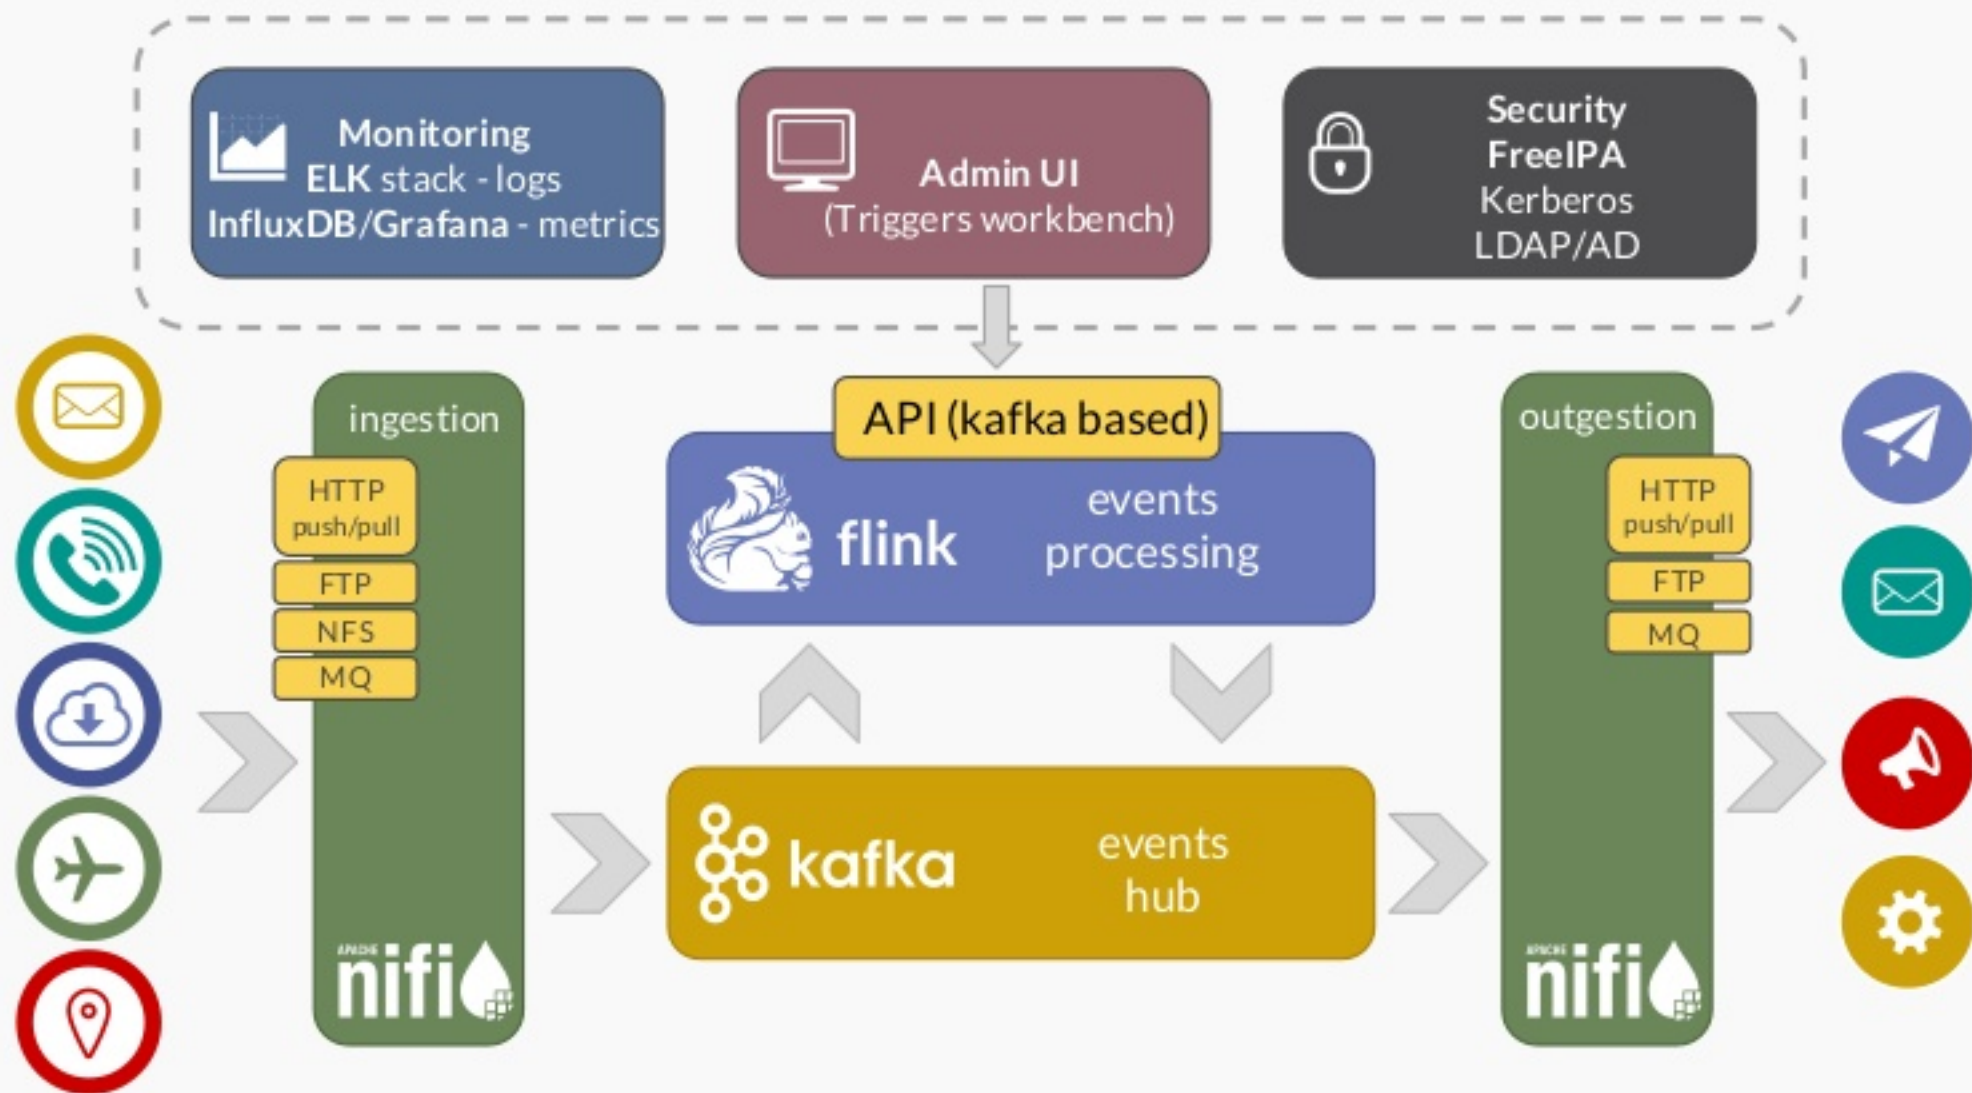 Monitoring
ELK stack - logs
InfluxDB/Grafana - metrics
Admin UI
(Triggers workbench)
Security
FreeIPA
Kerberos
LDAP/AD
ingestion
HTTP
push/pull
FTP
NFS
MQ
APACHE
nifi
API (kafka based)
flink
events
processing
kafka
events
hub
outgestion
HTTP
push/pull
FTP
MQ
APACHE
nifi